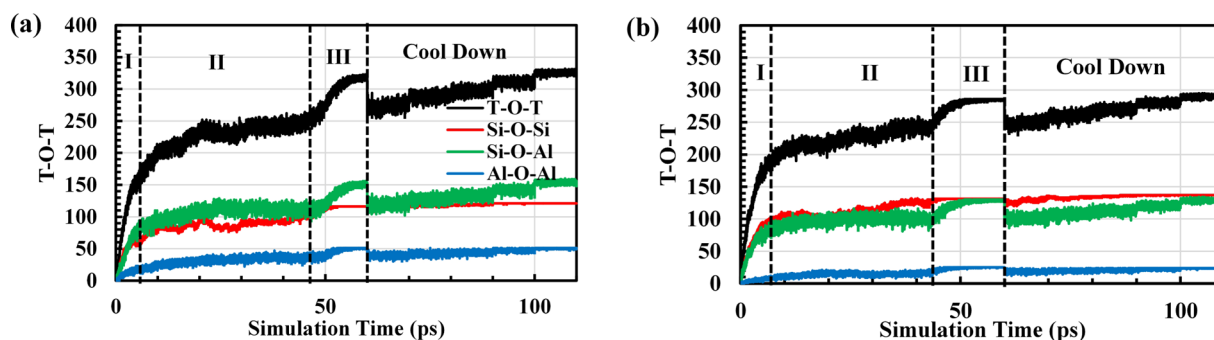 (a)
400
350
300
250
200
150
100
50
0
T-O-T
I
II
III
Cool Down
T-O-T
Si-O-Si
Si-O-Al
Al-O-Al
0
50
100
Simulation Time (ps)
(b)
400
350
300
250
200
150
100
50
0
T-O-T
I
II
III
Cool Down
0
50
100
Simulation Time (ps)